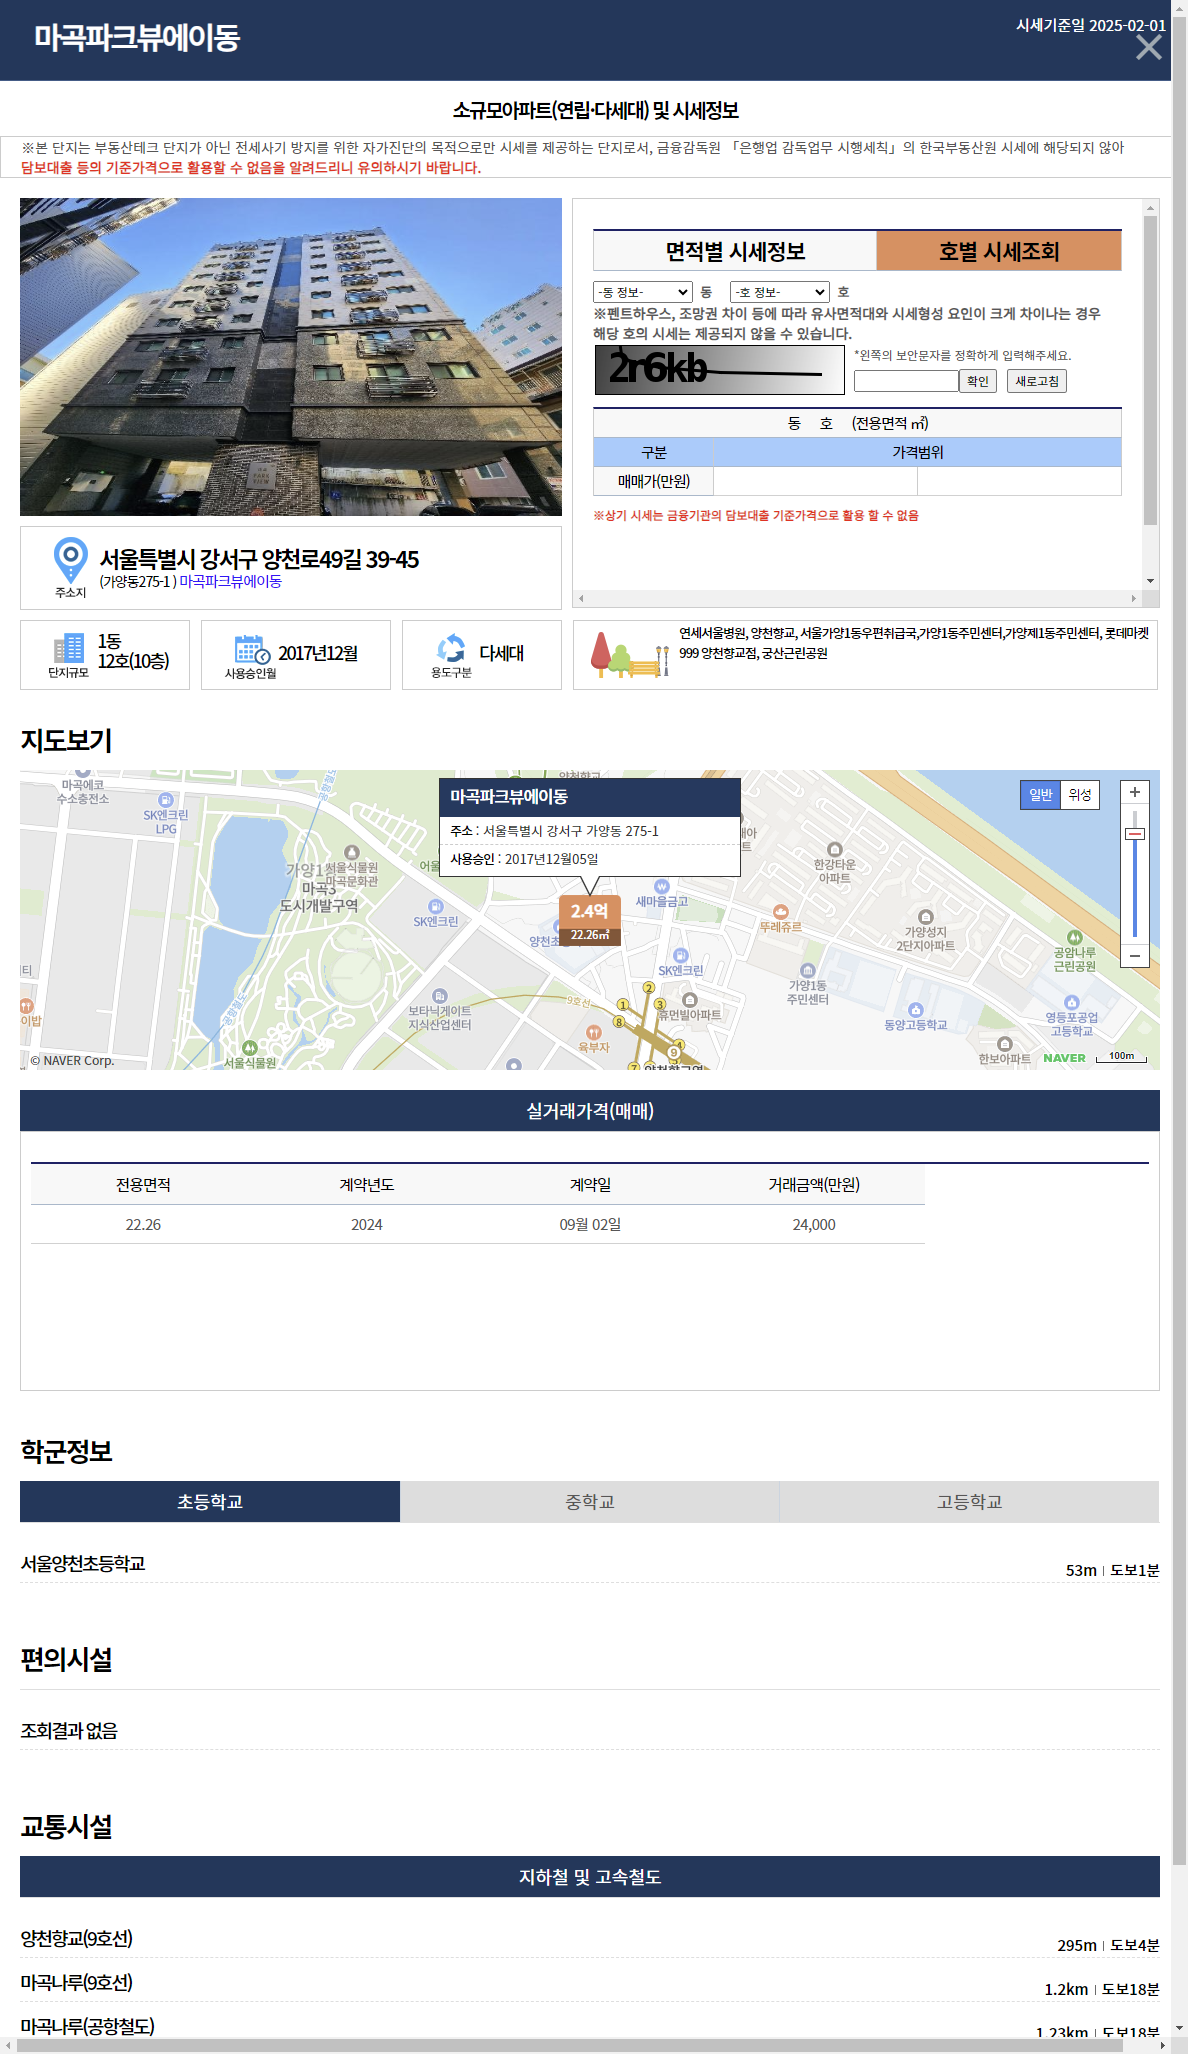 마곡파크뷰에이동
시세기준일 2025-02-01
소규모아파트(연립·다세대) 및 시세정보
※본 단지는 부동산테크 단지가 아닌 전세사기 방지를 위한 자가진단의 목적으로만 시세를 제공하는 단지로서, 금융감독원 「은행업 감독업무 시행세칙」의 한국부동산원 시세에 해당되지 않아
담보대출 등의 기준가격으로 활용할 수 없음을 알려드리니 유의하시기 바랍니다.
면적별 시세정보 호별 시세조회
-동 정보- 동 -호 정보- 호
※펜트하우스, 조망권 차이 등에 따라 유사면적대와 시세형성 요인이 크게 차이나는 경우
해당 호의 시세는 제공되지 않을 수 있습니다.
2r6kb
*왼쪽의 보안문자를 정확하게 입력해주세요.
확인 새로고침
동 호 (전용면적 ㎡)
구분 가격범위
매매가(만원)
※상기 시세는 금융기관의 담보대출 기준가격으로 활용 할 수 없음
PARK VIEW
주소지
서울특별시 강서구 양천로49길 39-45
(가양동275-1 ) 마곡파크뷰에이동
단지규모
1동
12호(10층)
사용승인월
2017년12월
용도구분
다세대
연세서울병원, 양천향교, 서울가양1동우편취급국,가양1동주민센터,가양제1동주민센터, 롯데마켓
999 양천향교점, 궁산근린공원
지도보기
마곡에코
수소충전소
SK엔크린
LPG
공항철도
양천향교
마곡파크뷰에이동
주소 : 서울특별시 강서구 가양동 275-1
사용승인 : 2017년12월05일
2.4억
22.26㎡
일반 위성
가양1
서울식물원
마곡문화관
마곡3
도시개발구역
어울
SK엔크린
양천초
새마을금고
뚜레쥬르
한강타운
아파트
가양성지
2단지아파트
공암나루
근린공원
SK엔크린
가양1동
주민센터
이밥
공항철도
보타닉게이트
지식산업센터
9호선
2
1
3
8
4
9
7
휴먼빌아파트
육부자
동양고등학교
영등포공업
고등학교
한보아파트
서울식물원
양천향교역
© NAVER Corp.
NAVER
100m
실거래가격(매매)
전용면적 계약년도 계약일 거래금액(만원)
22.26 2024 09월 02일 24,000
학군정보
초등학교 중학교 고등학교
서울양천초등학교 53m | 도보1분
편의시설
조회결과 없음
교통시설
지하철 및 고속철도
양천향교(9호선) 295m | 도보4분
마곡나루(9호선) 1.2km | 도보18분
마곡나루(공항철도) 1.23km | 도보18분